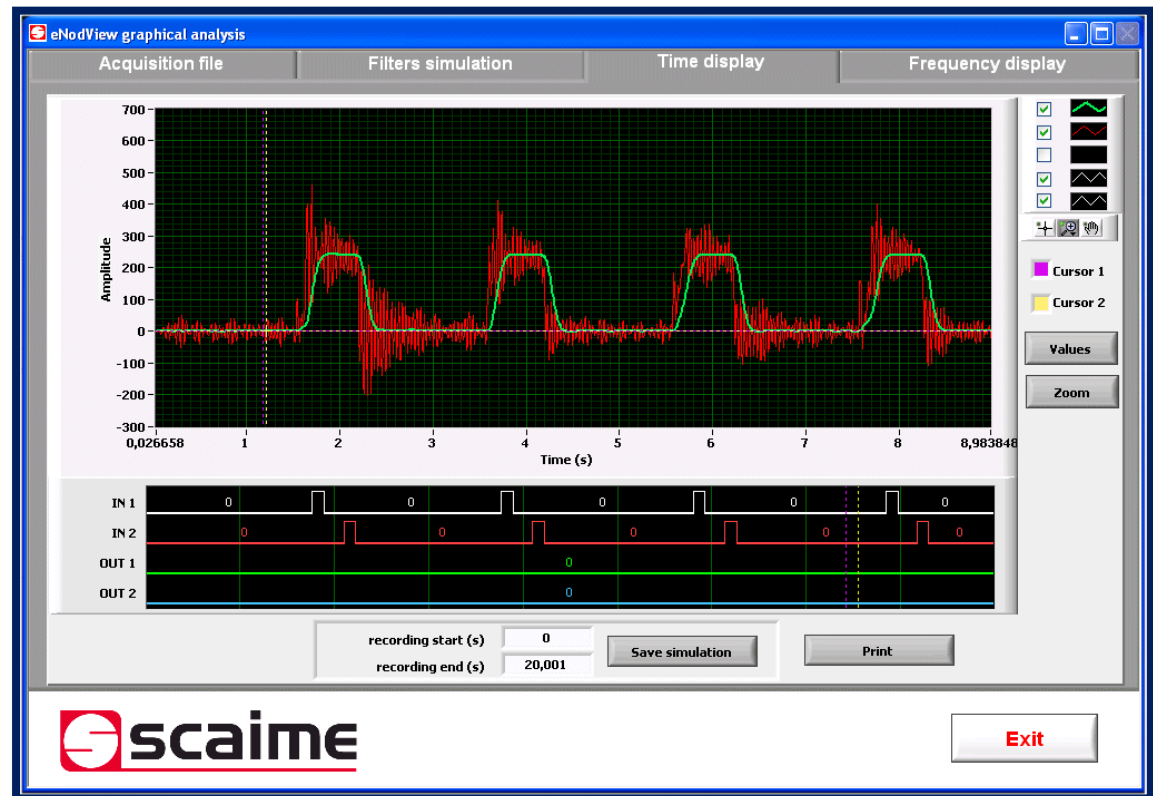 eNodView graphical analysis
Acquisition file
Filters simulation
Time display
Frequency display
700
600
500
400
300
200
100
0
-100
-200
-300
Amplitude
0,026658
1
2
3
4
5
6
7
8
8,983848
Time (s)
Cursor 1
Cursor 2
Values
Zoom
IN 1
0 0 0 0 0
IN 2
0 0 0 0 0
OUT 1
0
OUT 2
0
recording start (s)
0
recording end (s)
20,001
Save simulation
Print
scaime
Exit